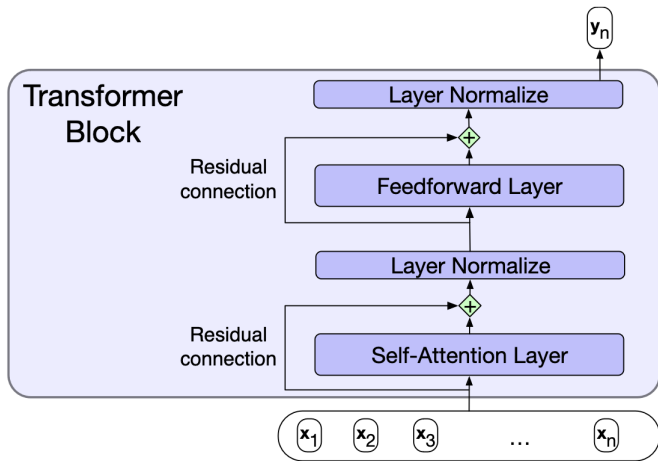 yn
Transformer
Block
Layer Normalize
+
Residual
connection
Feedforward Layer
Layer Normalize
+
Residual
connection
Self-Attention Layer
x1 x2 x3 ... xn